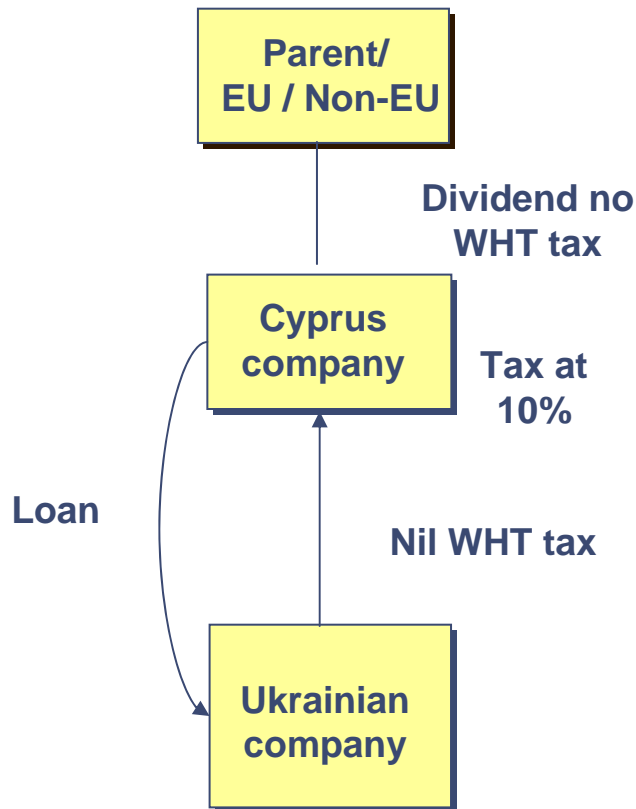 Parent/
EU / Non-EU
Dividend no
WHT tax
Cyprus
company
Tax at
10%
Loan
Nil WHT tax
Ukrainian
company